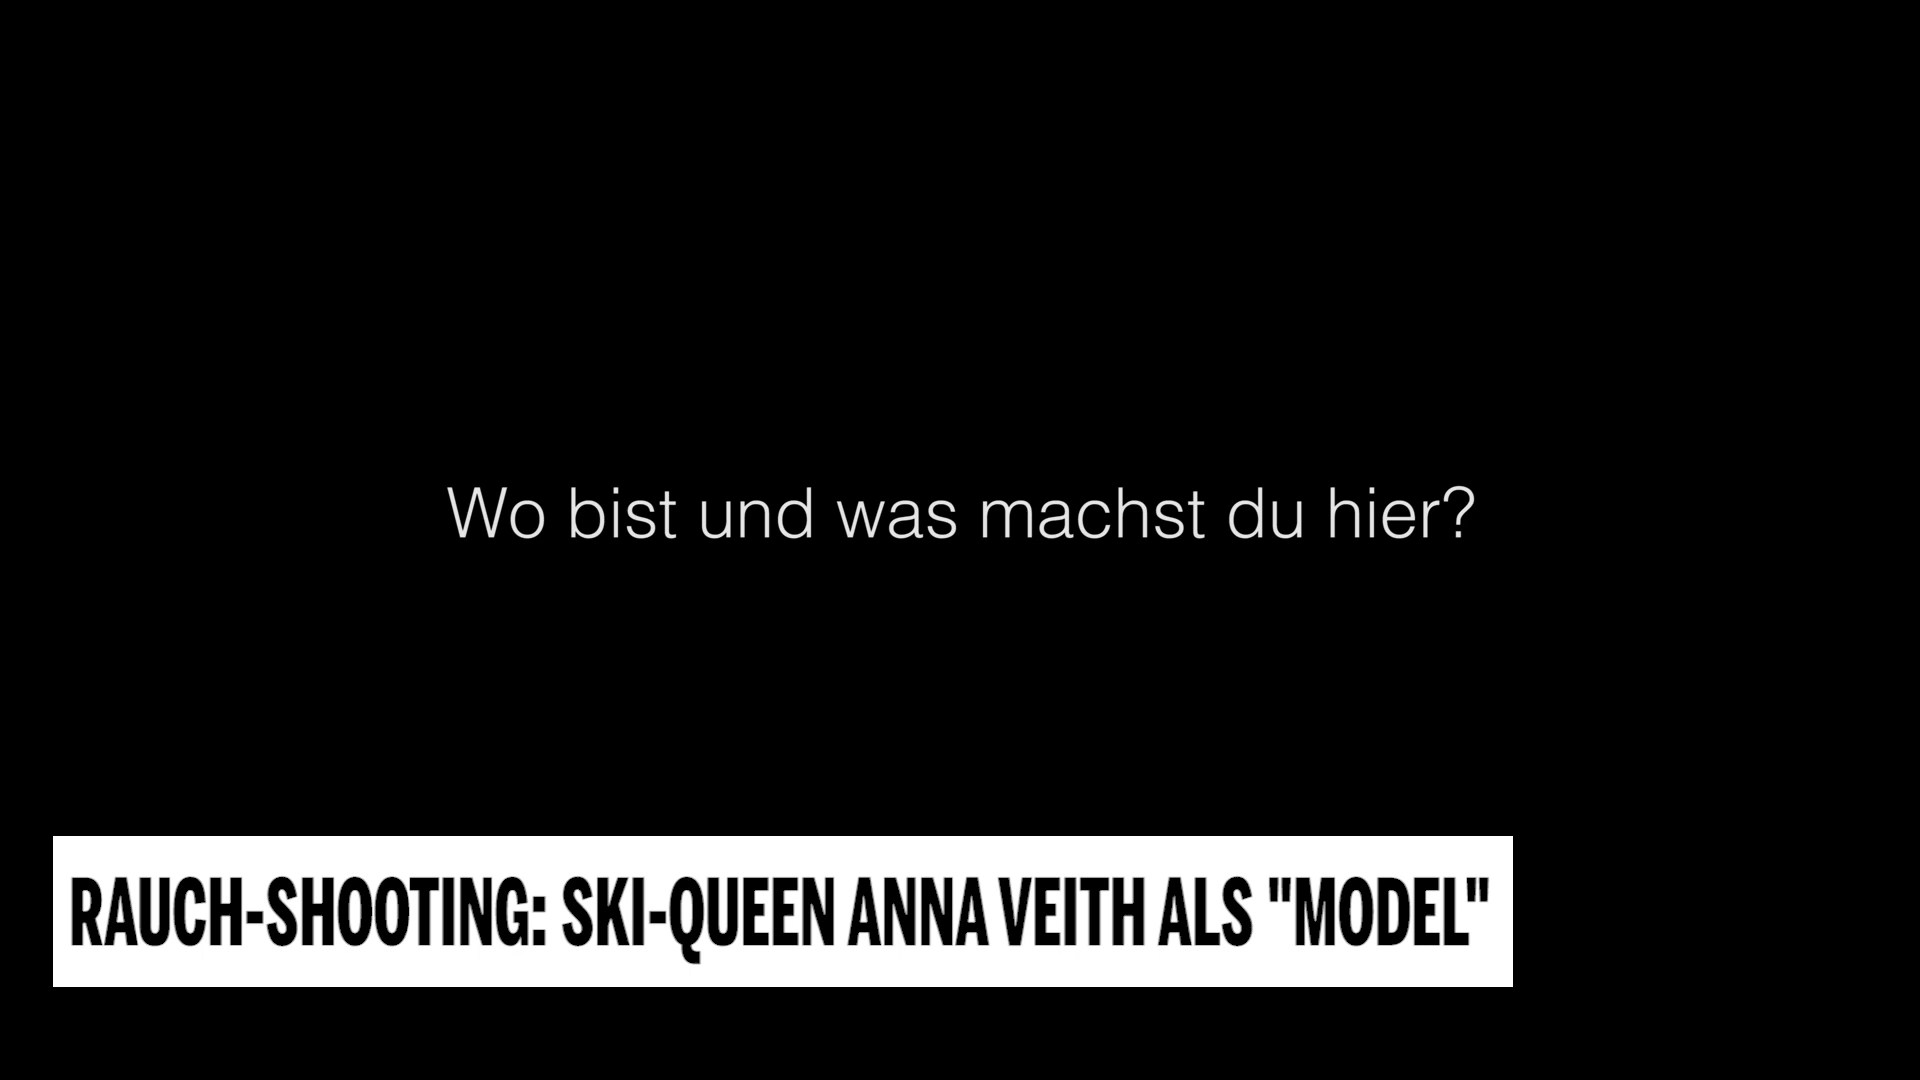 Wo bist und was machst du hier?
RAUCH-SHOOTING: SKI-QUEEN ANNA VEITH ALS "MODEL"